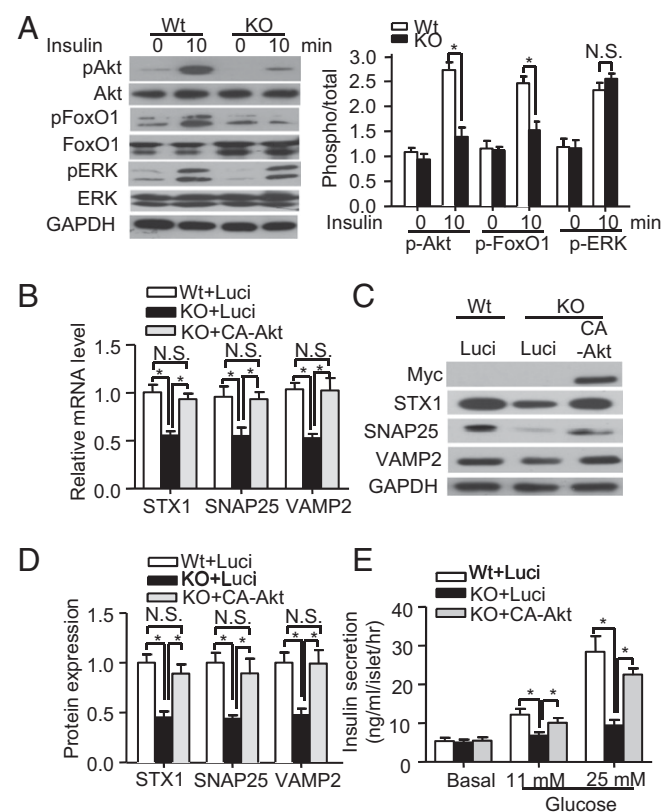 A
Wt KO
Insulin 0 10 0 10 min
pAkt
Akt
pFoxO1
FoxO1
pERK
ERK
GAPDH
Wt
KO
Phospho/total
3.0
2.5
2.0
1.5
1.0
0
* * N.S.
Insulin 0 10 0 10 0 10 min
p-Akt p-FoxO1 p-ERK
B
Wt+Luci
KO+Luci
KO+CA-Akt
Relative mRNA level
1.5
1.0
0.5
0.0
N.S. N.S. N.S.
* * * * * *
STX1 SNAP25 VAMP2
C
Wt KO
Luci Luci CA
-Akt
Myc
STX1
SNAP25
VAMP2
GAPDH
D
Wt+Luci
KO+Luci
KO+CA-Akt
Protein expression
1.5
1.0
0.5
0.0
N.S. N.S. N.S.
* * * * * *
STX1 SNAP25 VAMP2
E
Wt+Luci
KO+Luci
KO+CA-Akt
Insulin secretion
(ng/ml/islet/hr)
40
30
20
10
0
* * * *
Basal 11 mM 25 mM
Glucose